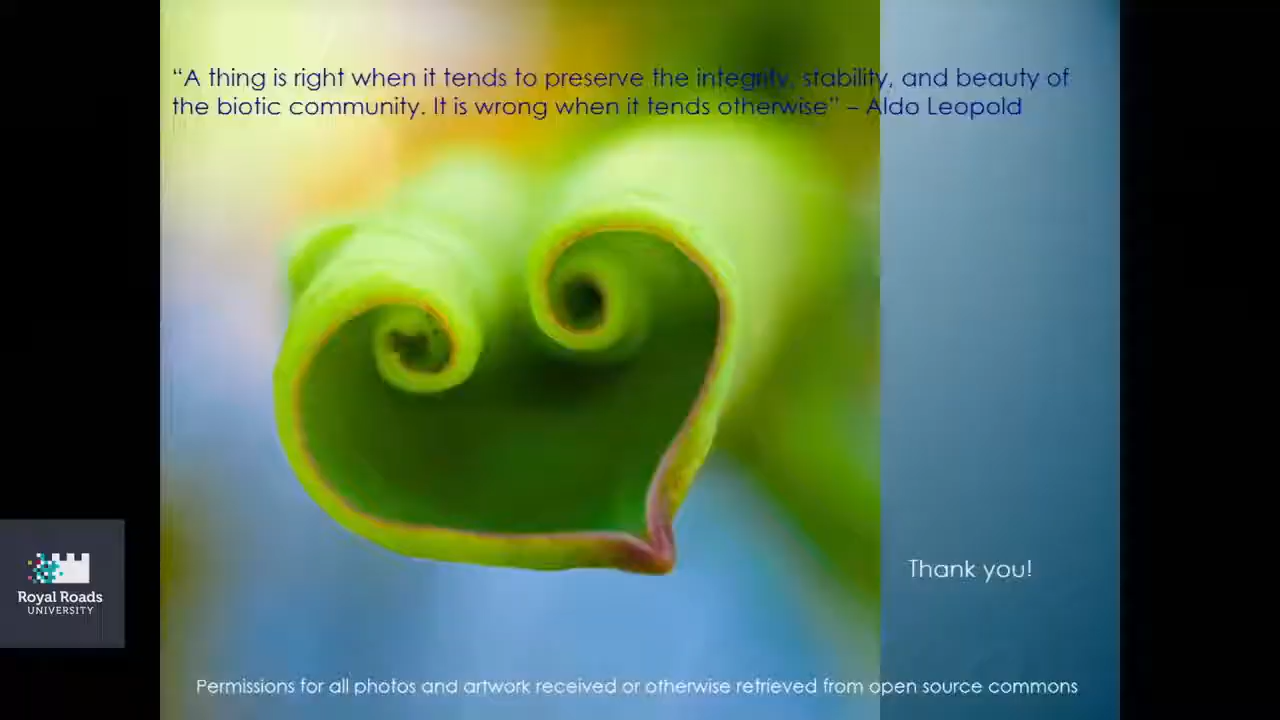 “A thing is right when it tends to preserve the integrity, stability, and beauty of
the biotic community. It is wrong when it tends otherwise” – Aldo Leopold
Royal Roads
UNIVERSITY
Thank you!
Permissions for all photos and artwork received or otherwise retrieved from open source commons